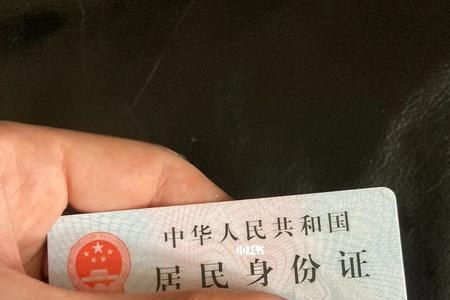 中华人民共和国
小红书
居民身份证